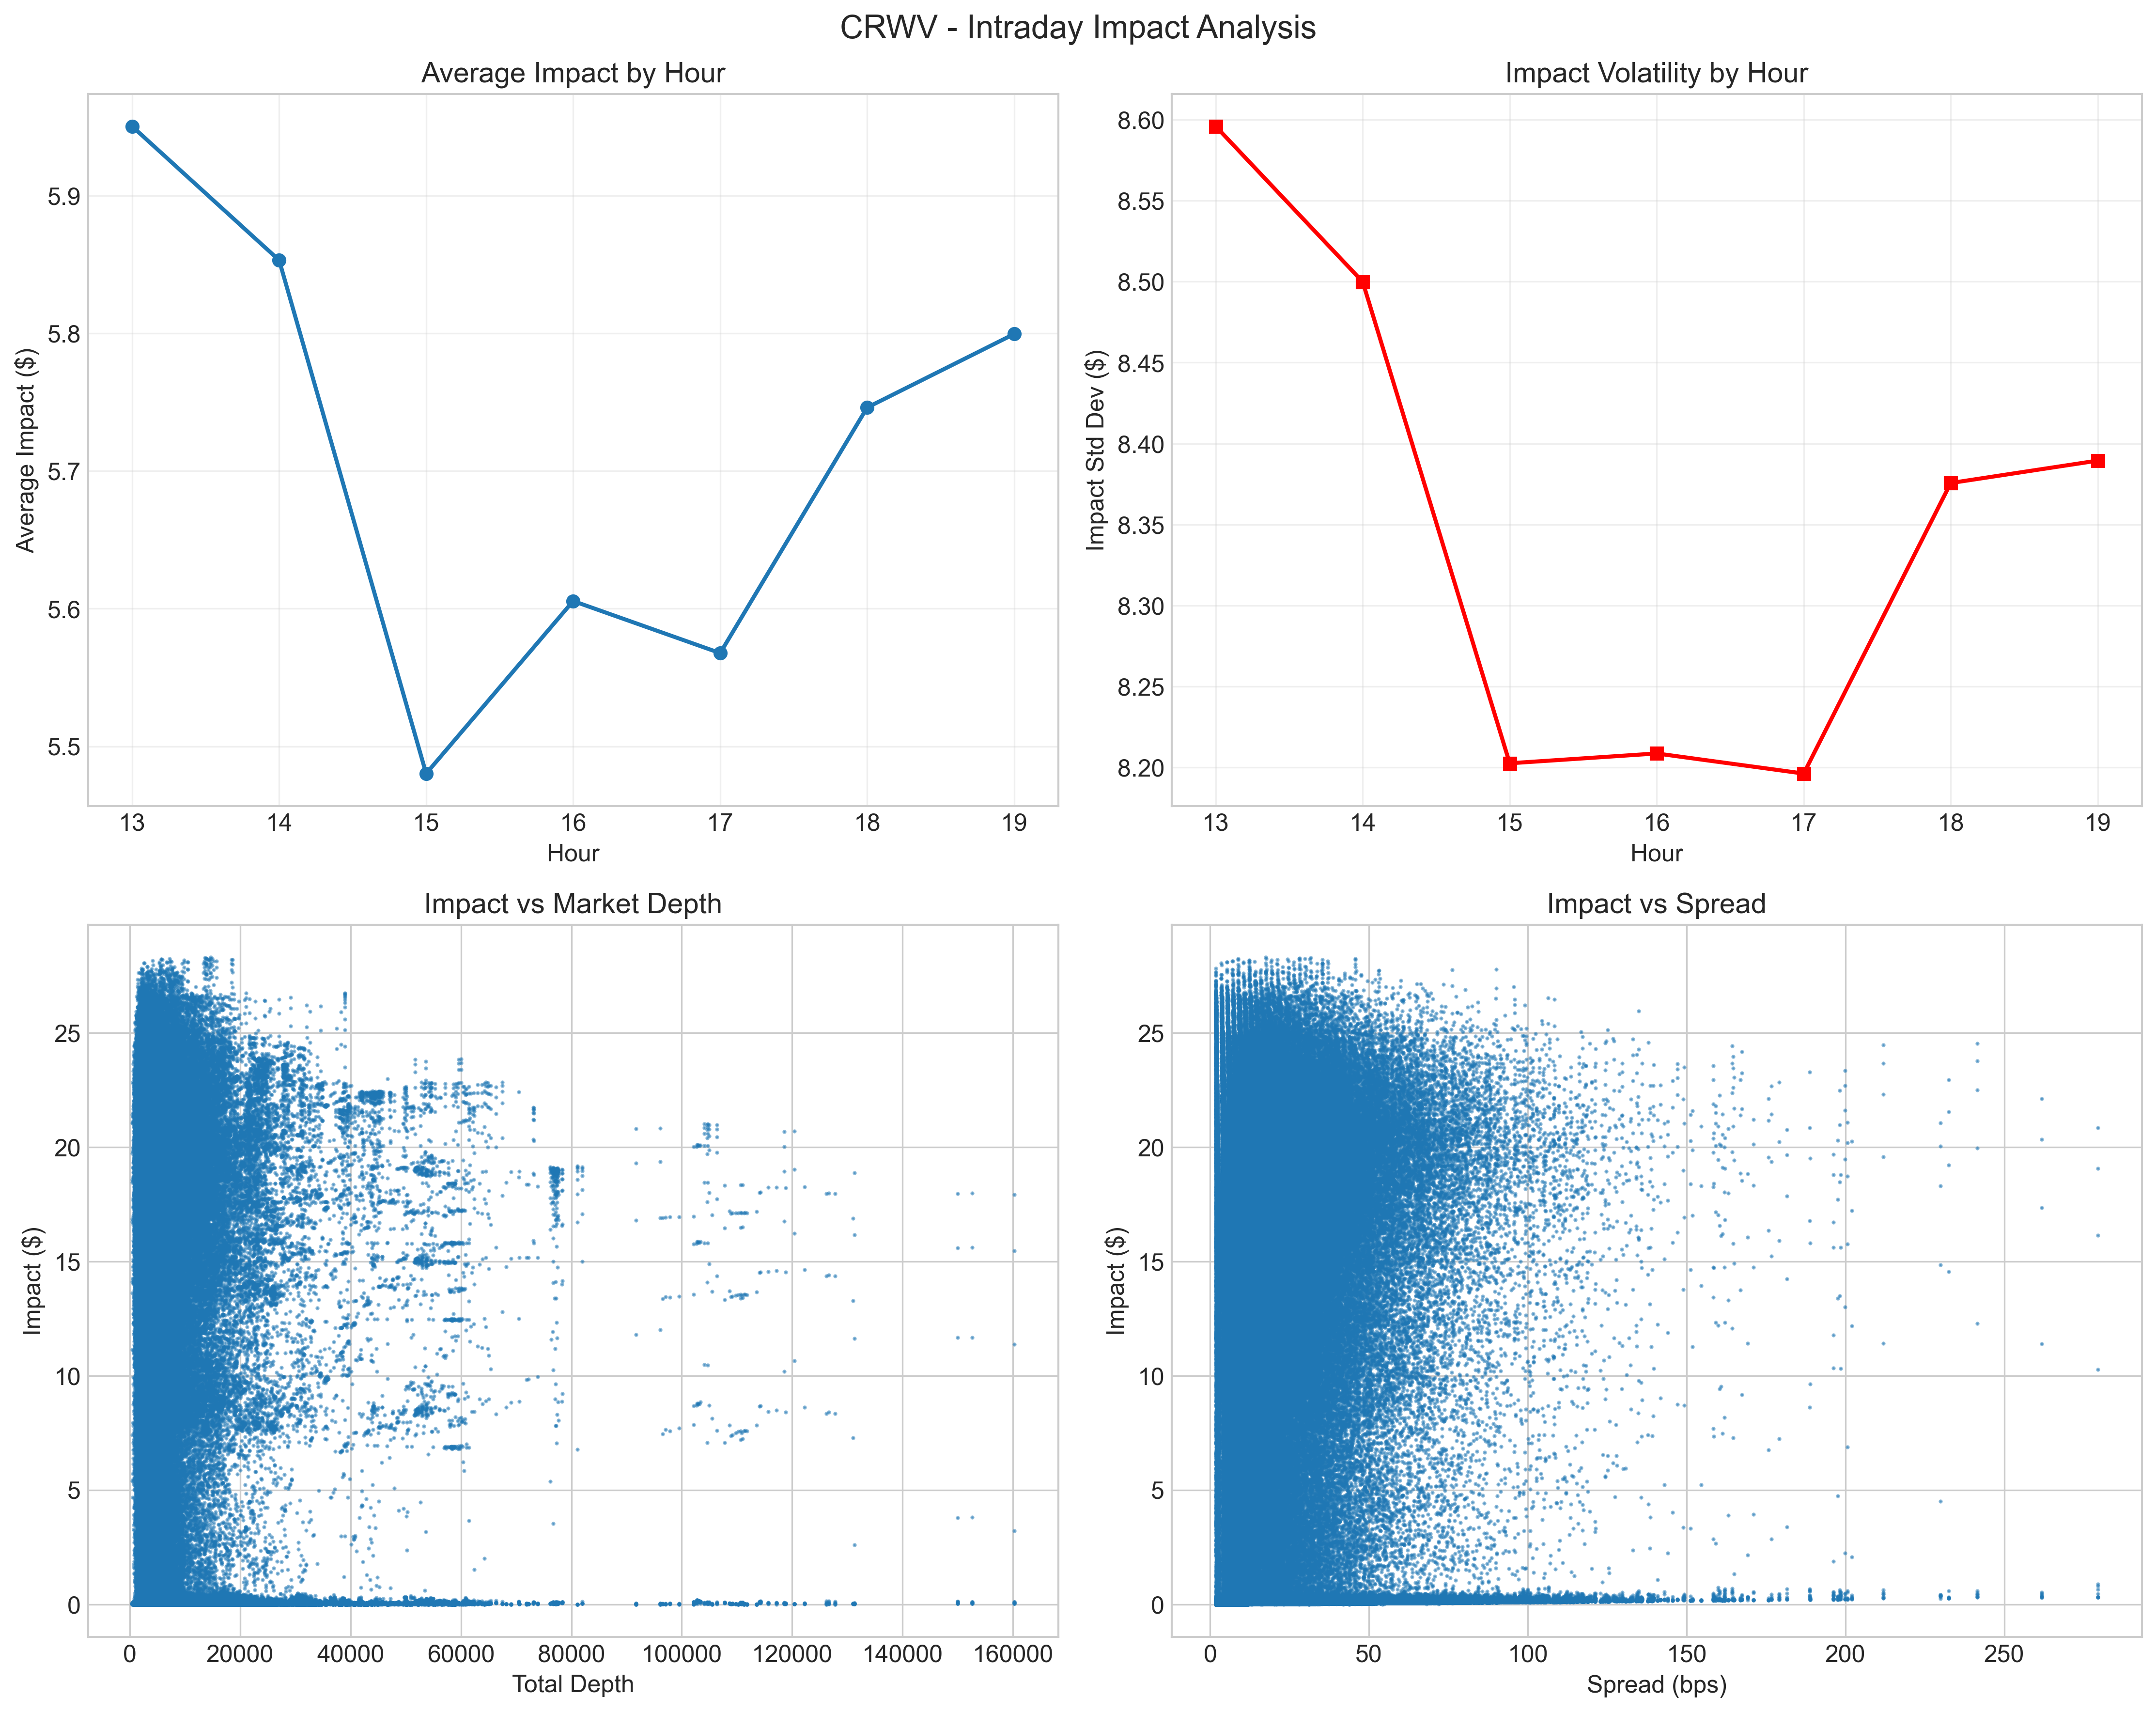 CRWV - Intraday Impact Analysis
Average Impact by Hour
Average Impact ($)
5.9
5.8
5.7
5.6
5.5
13 14 15 16 17 18 19
Hour
Impact Volatility by Hour
Impact Std Dev ($)
8.60
8.55
8.50
8.45
8.40
8.35
8.30
8.25
8.20
13 14 15 16 17 18 19
Hour
Impact vs Market Depth
Impact ($)
25
20
15
10
5
0
0 20000 40000 60000 80000 100000 120000 140000 160000
Total Depth
Impact vs Spread
Impact ($)
25
20
15
10
5
0
0 50 100 150 200 250
Spread (bps)